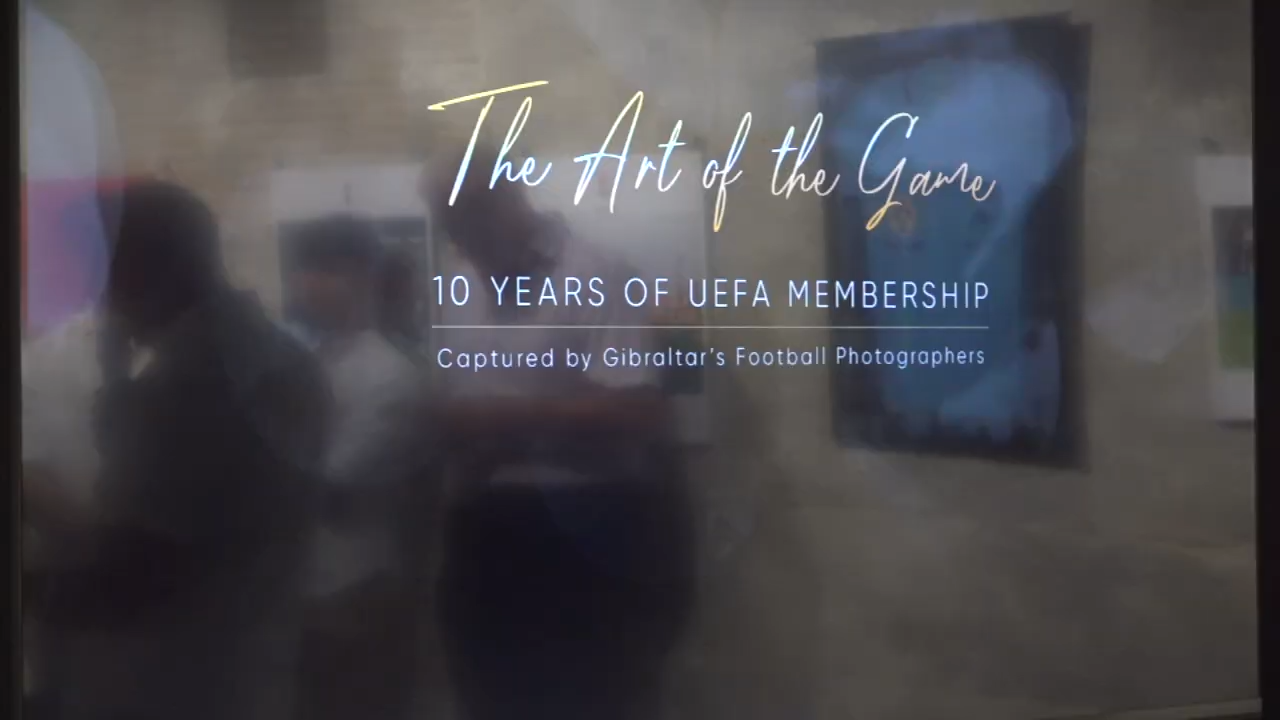 The Art of the Game
10 YEARS OF UEFA MEMBERSHIP
Captured by Gibraltar's Football Photographers